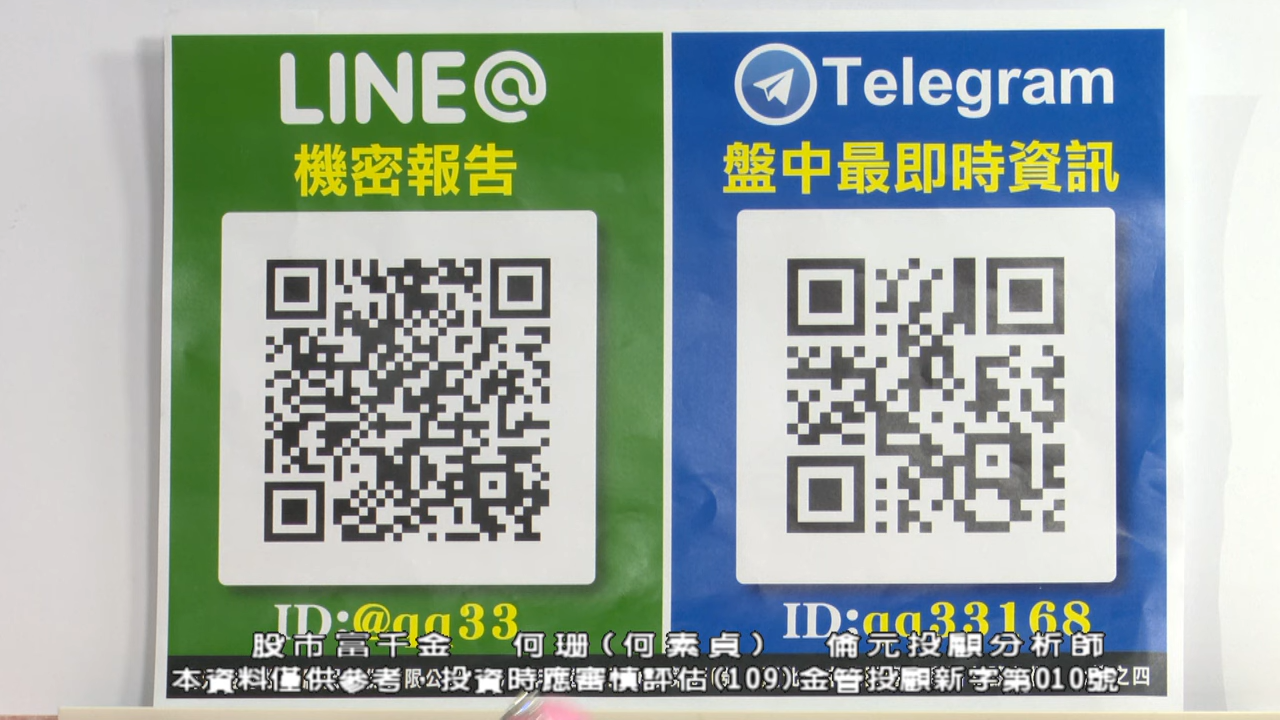 LINE@
機密報告
ID:@qq33
Telegram
盤中最即時資訊
ID:qq33168
股市富千金 何珊(何素貞) 倫元投顧分析師
本資料僅供參考，投資時應審慎評估(109)金管投顧新字第010號